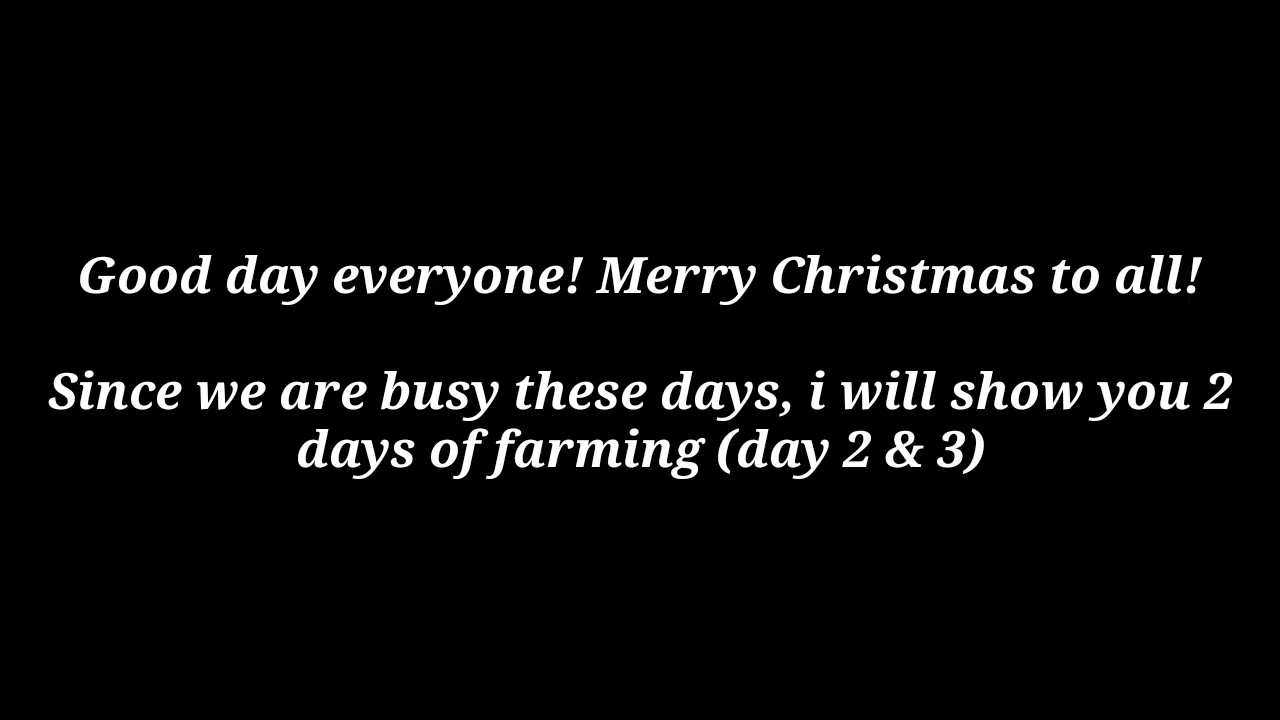 Good day everyone! Merry Christmas to all!
Since we are busy these days, i will show you 2
days of farming (day 2 & 3)